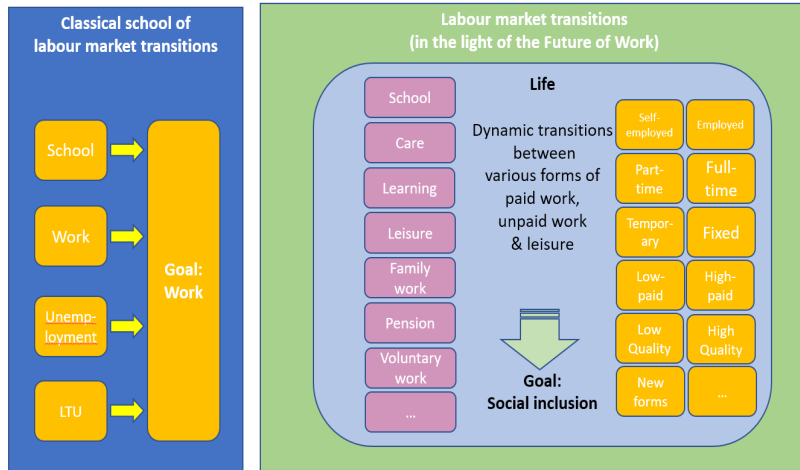 Classical school of
labour market transitions
School
Work
Unemp-
loyment
LTU
Goal:
Work
Labour market transitions
(in the light of the Future of Work)
School
Care
Learning
Leisure
Family
work
Pension
Voluntary
work
...
Life
Dynamic transitions
between
various forms of
paid work,
unpaid work
& leisure
Goal:
Social inclusion
Self-
employed
Employed
Part-
time
Full-
time
Tempor-
ary
Fixed
Low-
paid
High-
paid
Low
Quality
High
Quality
New
forms
...